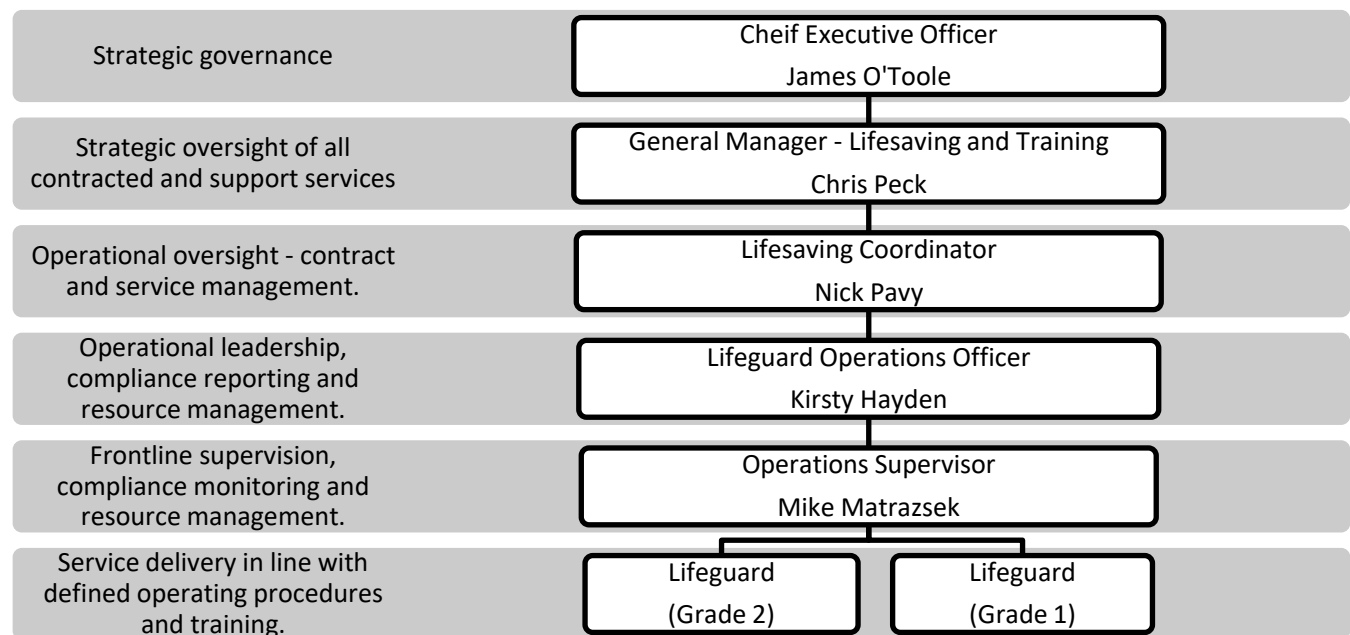 Strategic governance
Cheif Executive Officer
James O'Toole
Strategic oversight of all
contracted and support services
General Manager - Lifesaving and Training
Chris Peck
Operational oversight - contract
and service management.
Lifesaving Coordinator
Nick Pavy
Operational leadership,
compliance reporting and
resource management.
Lifeguard Operations Officer
Kirsty Hayden
Frontline supervision,
compliance monitoring and
resource management.
Operations Supervisor
Mike Matrazsek
Service delivery in line with
defined operating procedures
and training.
Lifeguard
(Grade 2)
Lifeguard
(Grade 1)